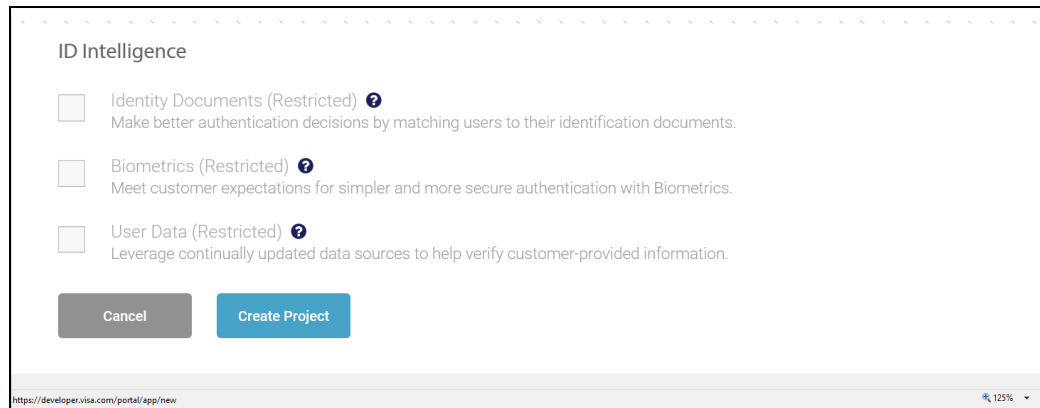 ID Intelligence
Identity Documents (Restricted) ?
Make better authentication decisions by matching users to their identification documents.
Biometrics (Restricted) ?
Meet customer expectations for simpler and more secure authentication with Biometrics.
User Data (Restricted) ?
Leverage continually updated data sources to help verify customer-provided information.
Cancel Create Project
https://developer.visa.com/portal/app/new 125%